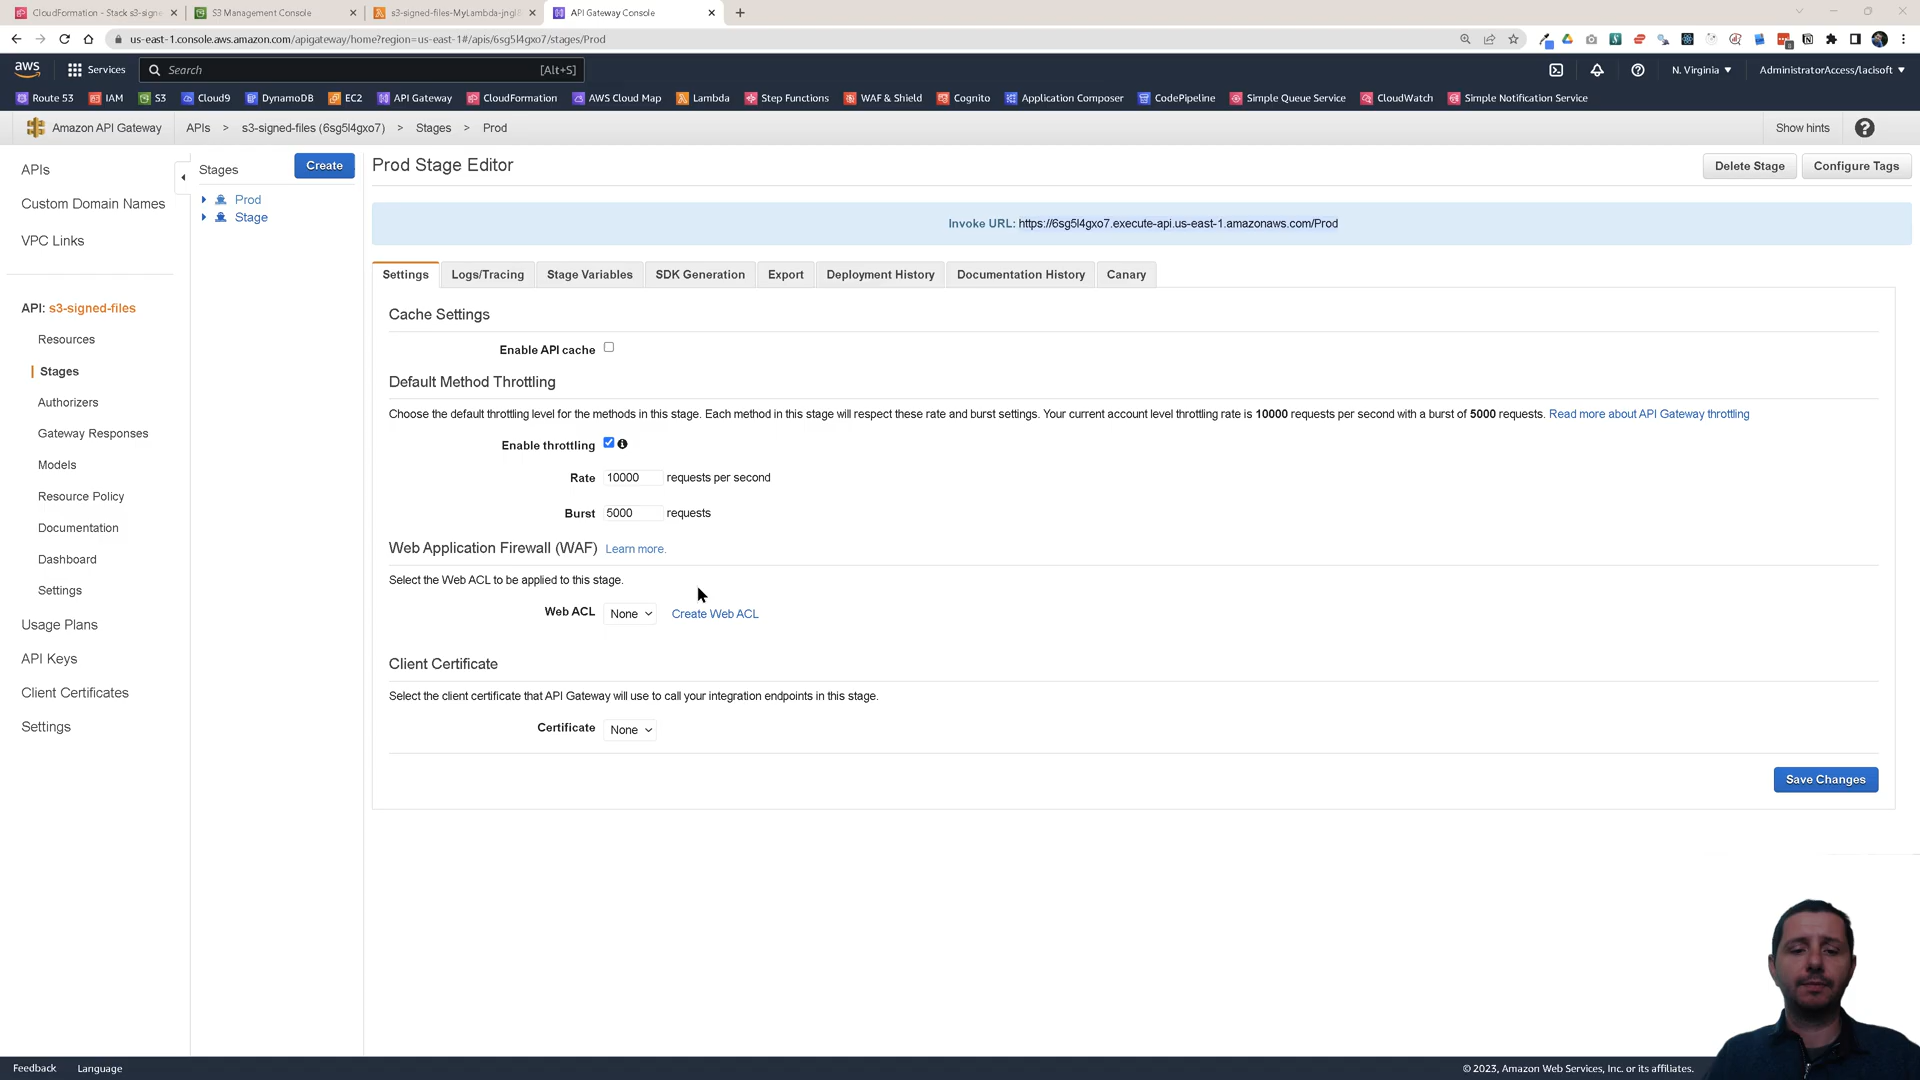 CloudFormation - Stack s3-signe
S3 Management Console
s3-signed-files-MyLambda-jngl8
API Gateway Console
us-east-1.console.aws.amazon.com/apigateway/home?region=us-east-1#/apis/6sg5l4gxo7/stages/Prod
aws
Services
Search
[Alt+S]
N. Virginia
AdministratorAccess/lacisoft
Route 53
IAM
S3
Cloud9
DynamoDB
EC2
API Gateway
CloudFormation
AWS Cloud Map
Lambda
Step Functions
WAF & Shield
Cognito
Application Composer
CodePipeline
Simple Queue Service
CloudWatch
Simple Notification Service
Amazon API Gateway
APIs > s3-signed-files (6sg5l4gxo7) > Stages > Prod
Show hints
APIs
Custom Domain Names
VPC Links
API: s3-signed-files
Resources
Stages
Authorizers
Gateway Responses
Models
Resource Policy
Documentation
Dashboard
Settings
Usage Plans
API Keys
Client Certificates
Settings
Stages
Create
Prod
Stage
Prod Stage Editor
Delete Stage
Configure Tags
Invoke URL: https://6sg5l4gxo7.execute-api.us-east-1.amazonaws.com/Prod
Settings
Logs/Tracing
Stage Variables
SDK Generation
Export
Deployment History
Documentation History
Canary
Cache Settings
Enable API cache
Default Method Throttling
Choose the default throttling level for the methods in this stage. Each method in this stage will respect these rate and burst settings. Your current account level throttling rate is 10000 requests per second with a burst of 5000 requests. Read more about API Gateway throttling
Enable throttling
Rate 10000 requests per second
Burst 5000 requests
Web Application Firewall (WAF) Learn more.
Select the Web ACL to be applied to this stage.
Web ACL None Create Web ACL
Client Certificate
Select the client certificate that API Gateway will use to call your integration endpoints in this stage.
Certificate None
Save Changes
Feedback
Language
© 2023, Amazon Web Services, Inc. or its affiliates.